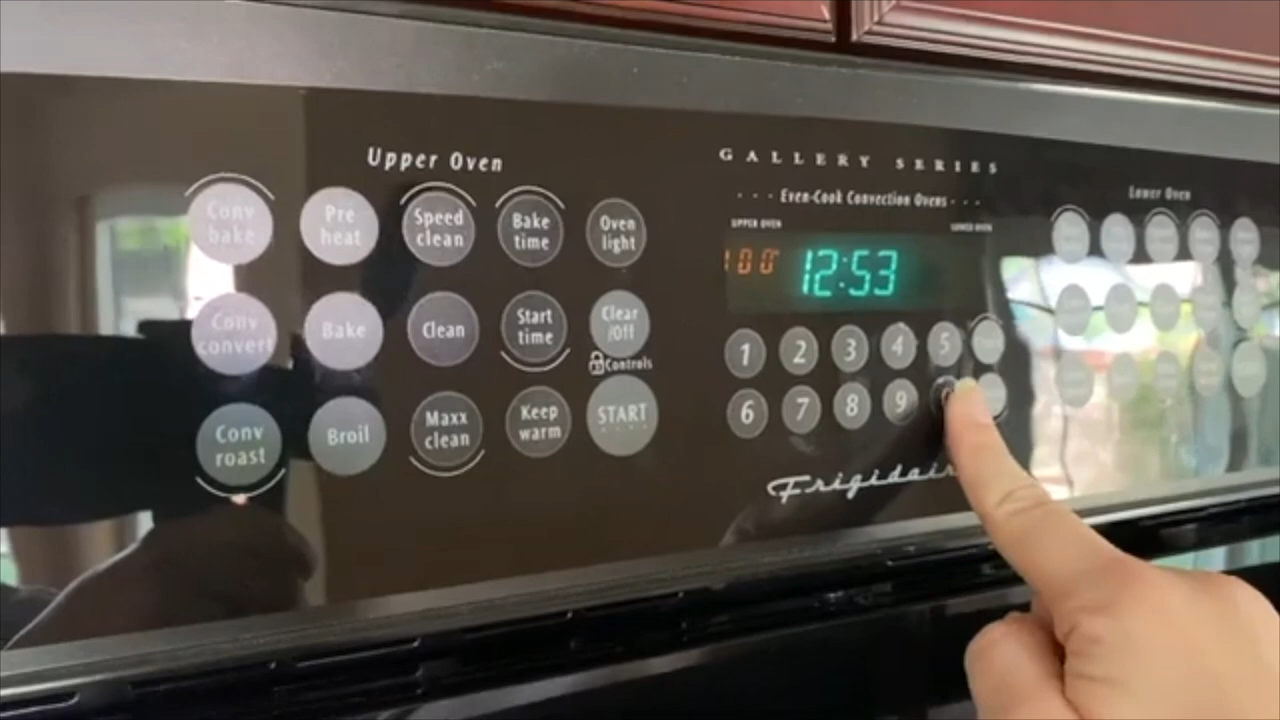 Upper Oven
Conv bake
Pre heat
Speed clean
Bake time
Oven light
Conv convert
Bake
Clean
Start time
Clear /Off
Controls
Conv roast
Broil
Maxx clean
Keep warm
START
GALLERY SERIES
Even-Cook Convection Ovens
UPPER OVEN
LOWER OVEN
100°
12:53
1 2 3 4 5
6 7 8 9
Lower Oven